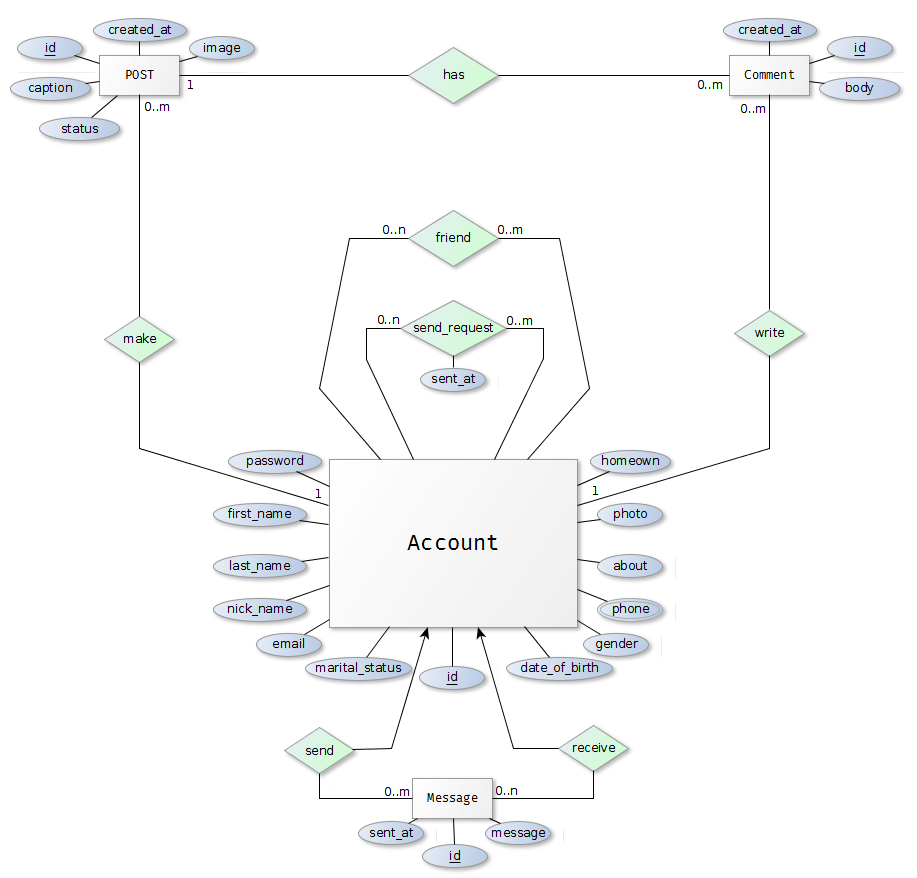 created_at
created_at
id
image
id
POST
has
Comment
1
0..m
caption
body
0..m
0..m
status
0..n
0..m
friend
0..n
0..m
send_request
make
write
sent_at
password
homeown
1
1
first_name
photo
Account
last_name
about
nick_name
phone
email
gender
marital_status
date_of_birth
id
send
receive
0..m
0..n
Message
sent_at
message
id